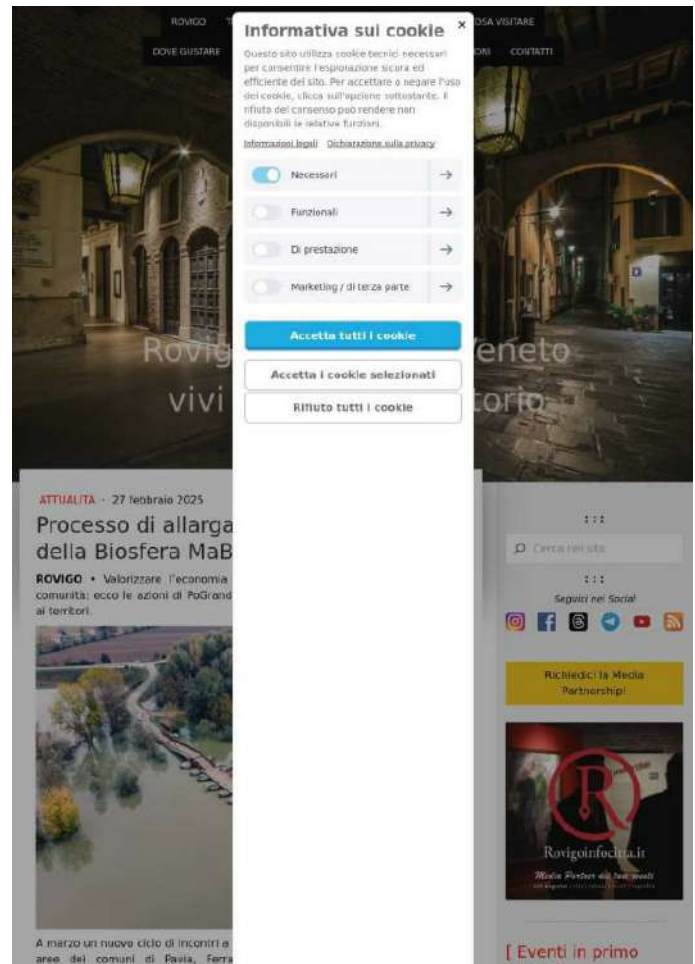 ROVIGO
COSA VISITARE
DOVE GUSTARE
CONTATTI
Informativa sui cookie
×
Questo sito utilizza cookie tecnici necessari
per consentire l'esplorazione sicura ed
efficiente del sito. Per accettare o negare l'uso
dei cookie, clicca sull'opzione sottostante. Il
rifiuto del consenso può rendere non
disponibili le relative funzioni.
Informazioni legali Dichiarazione sulla privacy
Necessari
Funzionali
Di prestazione
Marketing / di terza parte
Accetta tutti i cookie
Accetta i cookie selezionati
Rifiuto tutti i cookie
Rovig
eneto
vivi
torio
ATTUALITÀ - 27 febbraio 2025
Processo di allarga
della Biosfera MaB
ROVIGO • Valorizzare l'economia
comunità: ecco le azioni di PoGrand
ai territori.
A marzo un nuovo ciclo di incontri a
aree dei comuni di Pavia, Ferra
:::
Cerca nel sito
:::
Seguici nei Social
Richiedici la Media
Partnership!
R
Rovigoinfocitta.it
Media Partner dei tuoi eventi
[ Eventi in primo